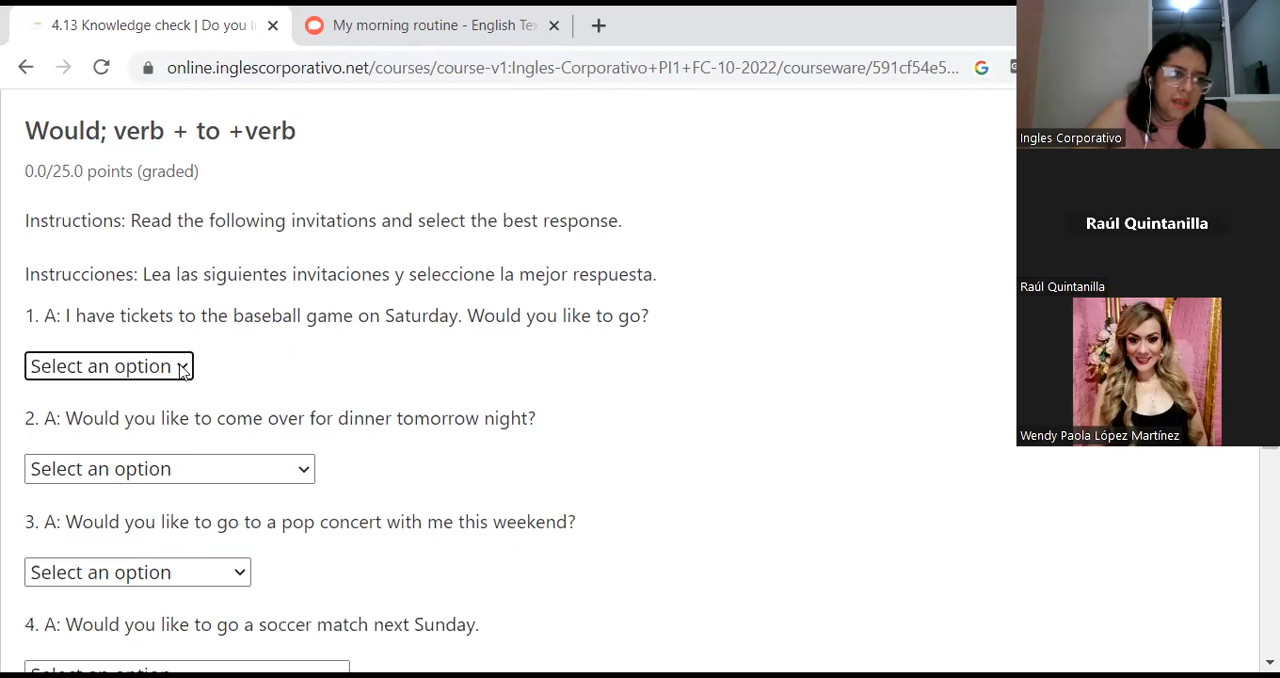 4.13 Knowledge check | Do you
My morning routine - English Te
online.inglescorporativo.net/courses/course-v1:Ingles-Corporativo+PI1+FC-10-2022/courseware/591cf54e5...
Would; verb + to +verb
0.0/25.0 points (graded)
Instructions: Read the following invitations and select the best response.
Instrucciones: Lea las siguientes invitaciones y seleccione la mejor respuesta.
1. A: I have tickets to the baseball game on Saturday. Would you like to go?
Select an option
2. A: Would you like to come over for dinner tomorrow night?
Select an option
3. A: Would you like to go to a pop concert with me this weekend?
Select an option
4. A: Would you like to go a soccer match next Sunday.
Select an option
Ingles Corporativo
Raúl Quintanilla
Raúl Quintanilla
Wendy Paola López Martínez